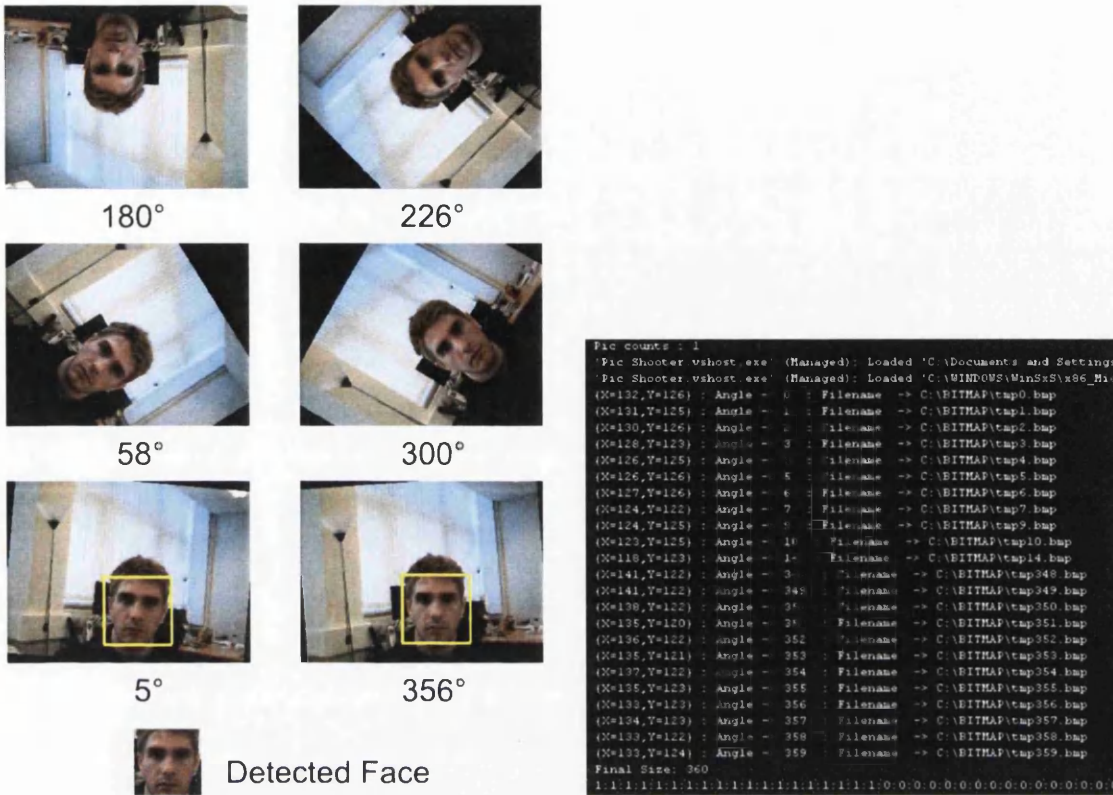 180° 226°
58° 300°
5° 356°
Detected Face
Pic counts : 1
'Pic Shooter.vshost.exe' (Managed): Loaded 'C:\Documents and Settings
'Pic Shooter.vshost.exe' (Managed): Loaded 'C:\WINDOWS\WinSxS\x86_Mi
(X=132,Y=126) : Angle - 0 : Filename -> C:\BITMAP\tmp0.bmp
(X=131,Y=125) : Angle - : Filename -> C:\BITMAP\tmp1.bmp
(X=130,Y=126) : Angle - Filename -> C:\BITMAP\tmp2.bmp
(X=128,Y=123) : Angle - 3 : Filename -> C:\BITMAP\tmp3.bmp
(X=126,Y=125) : Angle - : Filename -> C:\BITMAP\tmp4.bmp
(X=126,Y=126) : Angle - 5 : Filename -> C:\BITMAP\tmp5.bmp
(X=127,Y=126) : Angle - 6 : Filename -> C:\BITMAP\tmp6.bmp
(X=124,Y=122) : Angle - 7 Filename -> C:\BITMAP\tmp7.bmp
(X=124,Y=125) : Angle - Filename -> C:\BITMAP\tmp9.bmp
(X=123,Y=125) : Angle - 10 Filename -> C:\BITMAP\tmp10.bmp
(X=118,Y=123) : Angle - Filename -> C:\BITMAP\tmp14.bmp
(X=141,Y=122) : Angle - Filename -> C:\BITMAP\tmp348.bmp
(X=141,Y=122) : Angle - 349 Filename -> C:\BITMAP\tmp349.bmp
(X=138,Y=122) : Angle - Filename -> C:\BITMAP\tmp350.bmp
(X=135,Y=120) : Angle - Filename -> C:\BITMAP\tmp351.bmp
(X=136,Y=122) : Angle - 352 Filename -> C:\BITMAP\tmp352.bmp
(X=135,Y=121) : Angle - 353 : Filename -> C:\BITMAP\tmp353.bmp
(X=137,Y=122) : Angle - 354 Filename -> C:\BITMAP\tmp354.bmp
(X=135,Y=123) : Angle - 355 : Filename -> C:\BITMAP\tmp355.bmp
(X=133,Y=123) : Angle - 356 : Filename -> C:\BITMAP\tmp356.bmp
(X=134,Y=123) : Angle - 357 Filename -> C:\BITMAP\tmp357.bmp
(X=133,Y=122) : Angle - 358 Filename -> C:\BITMAP\tmp358.bmp
(X=133,Y=124) : Angle - 359 Filename -> C:\BITMAP\tmp359.bmp
Final Size: 360